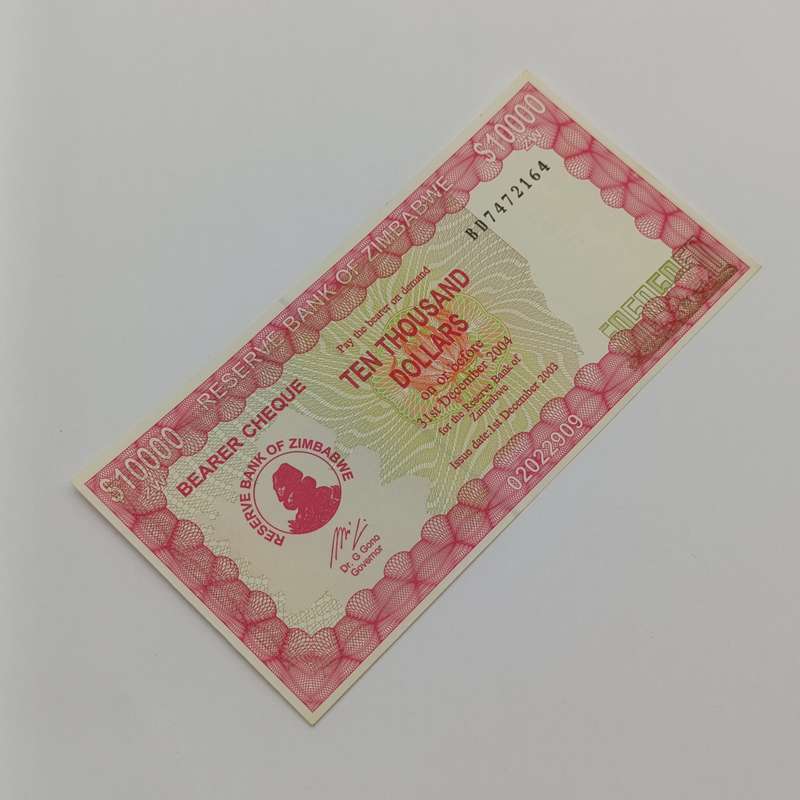 $10000
RESERVE BANK OF ZIMBABWE
$10000
ZW
BD7472164
BEARER CHEQUE
Pay the bearer on demand
TEN THOUSAND
DOLLARS
on or before
31st December 2004
for the Reserve Bank of
Zimbabwe
Issue date:1st December 2003
RESERVE BANK OF ZIMBABWE
Dr. G Gono
Governor
02022909